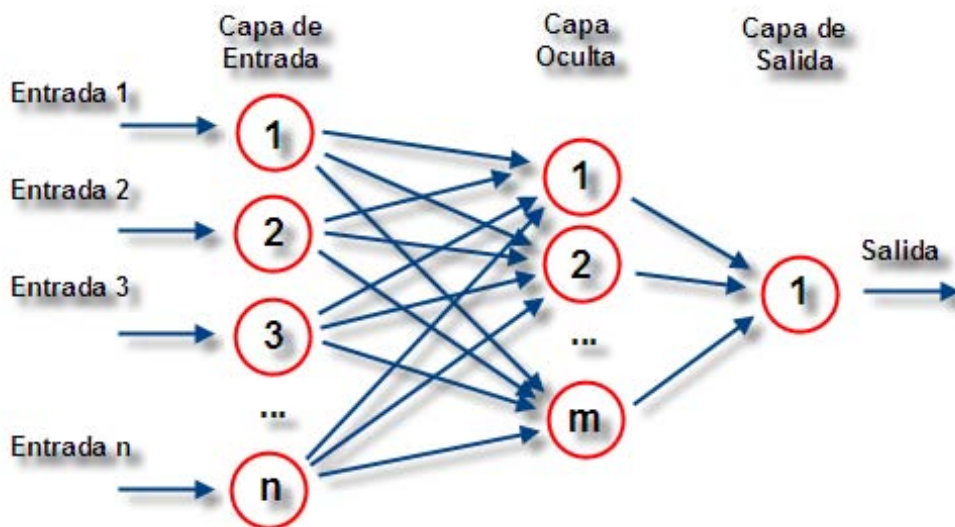 Capa de
Entrada
Capa
Oculta
Capa de
Salida
Entrada 1
1
Entrada 2
2
Entrada 3
3
...
Entrada n
n
1
2
...
m
1
Salida